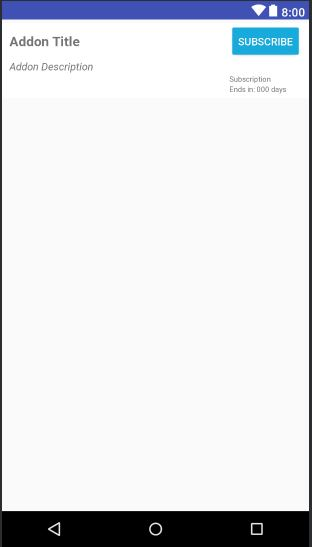 8:00
Addon Title
SUBSCRIBE
Addon Description
Subscription
Ends in: 000 days